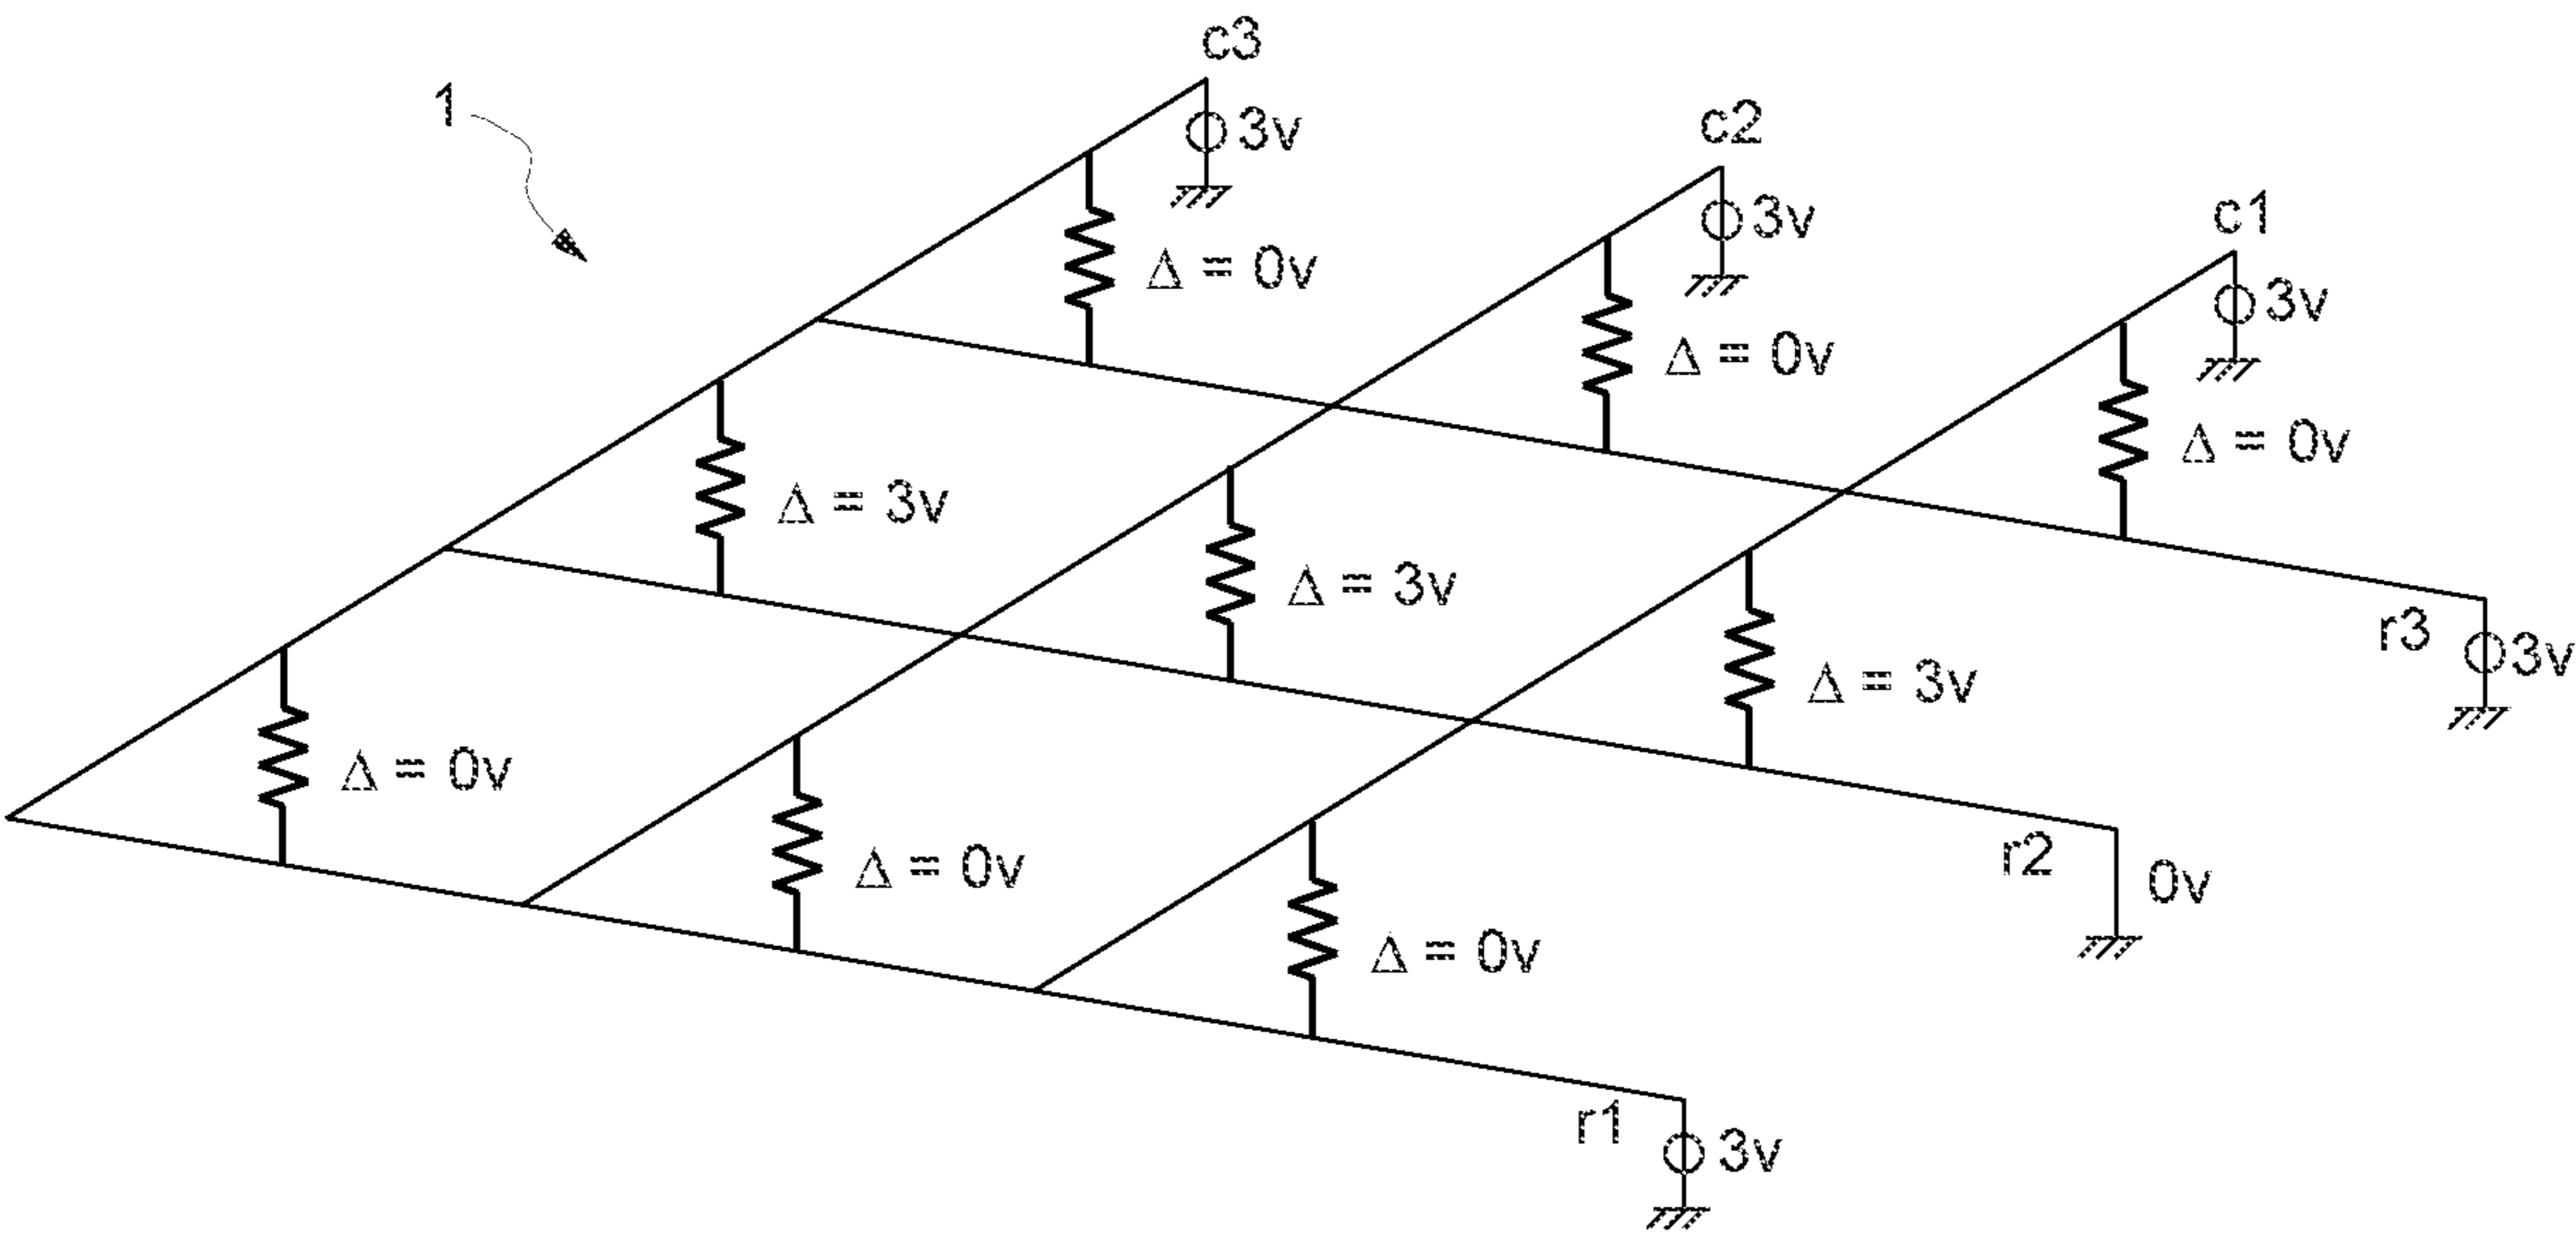 c3
1
3v
c2
3v
c1
3v
Δ = 0v
Δ = 0v
Δ = 0v
Δ = 3v
Δ = 3v
Δ = 3v
r3
3v
Δ = 0v
Δ = 0v
Δ = 0v
r2
0v
r1
3v